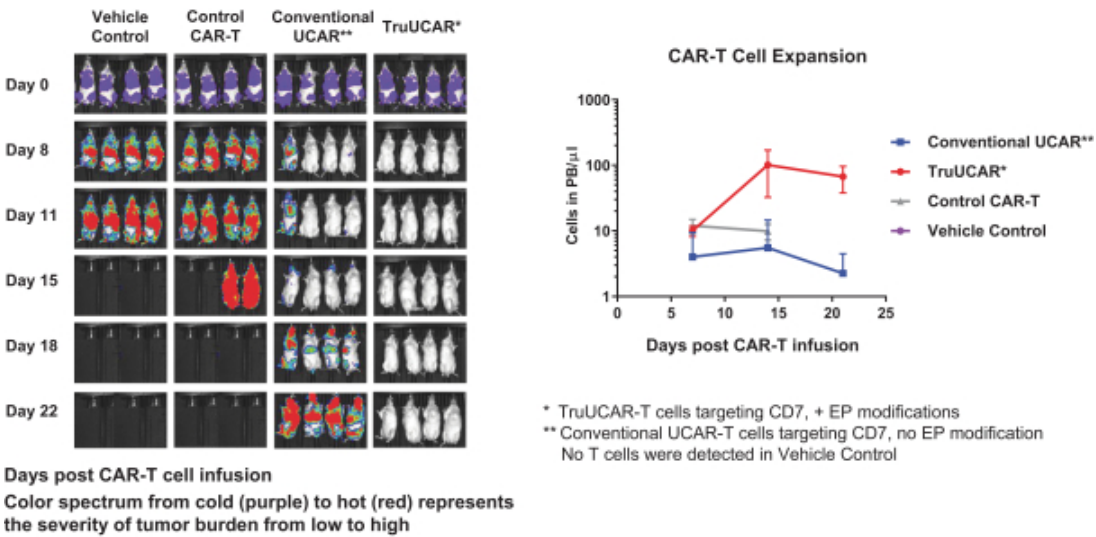 Vehicle
Control
Control
CAR-T
Conventional
UCAR**
TruUCAR*
Day 0
Day 8
Day 11
Day 15
Day 18
Day 22
Days post CAR-T cell infusion
Color spectrum from cold (purple) to hot (red) represents
the severity of tumor burden from low to high
CAR-T Cell Expansion
Cells in PB/μl
1000
100
10
1
0
5
10
15
20
25
Days post CAR-T infusion
Conventional UCAR**
TruUCAR*
Control CAR-T
Vehicle Control
* TruUCAR-T cells targeting CD7, + EP modifications
** Conventional UCAR-T cells targeting CD7, no EP modification
No T cells were detected in Vehicle Control